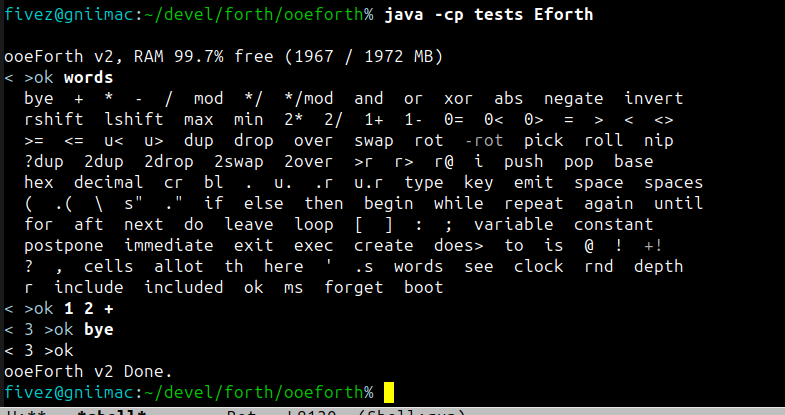 fivez@gniimac:~/devel/forth/ooeforth% java -cp tests Eforth
ooeForth v2, RAM 99.7% free (1967 / 1972 MB)
< >ok words
bye + * - / mod */ */mod and or xor abs negate invert
rshift lshift max min 2* 2/ 1+ 1- 0= 0< 0> = > < <>
>= <= u< u> dup drop over swap rot -rot pick roll nip
?dup 2dup 2drop 2swap 2over >r r> r@ i push pop base
hex decimal cr bl . u. .r u.r type key emit space spaces
( .( \ s" ." if else then begin while repeat again until
for aft next do leave loop [ ] : ; variable constant
postpone immediate exit exec create does> to is @ ! +!
? , cells allot th here ' .s words see clock rnd depth
r include included ok ms forget boot
< >ok 1 2 +
< 3 >ok bye
< 3 >ok
ooeForth v2 Done.
fivez@gniimac:~/devel/forth/ooeforth%